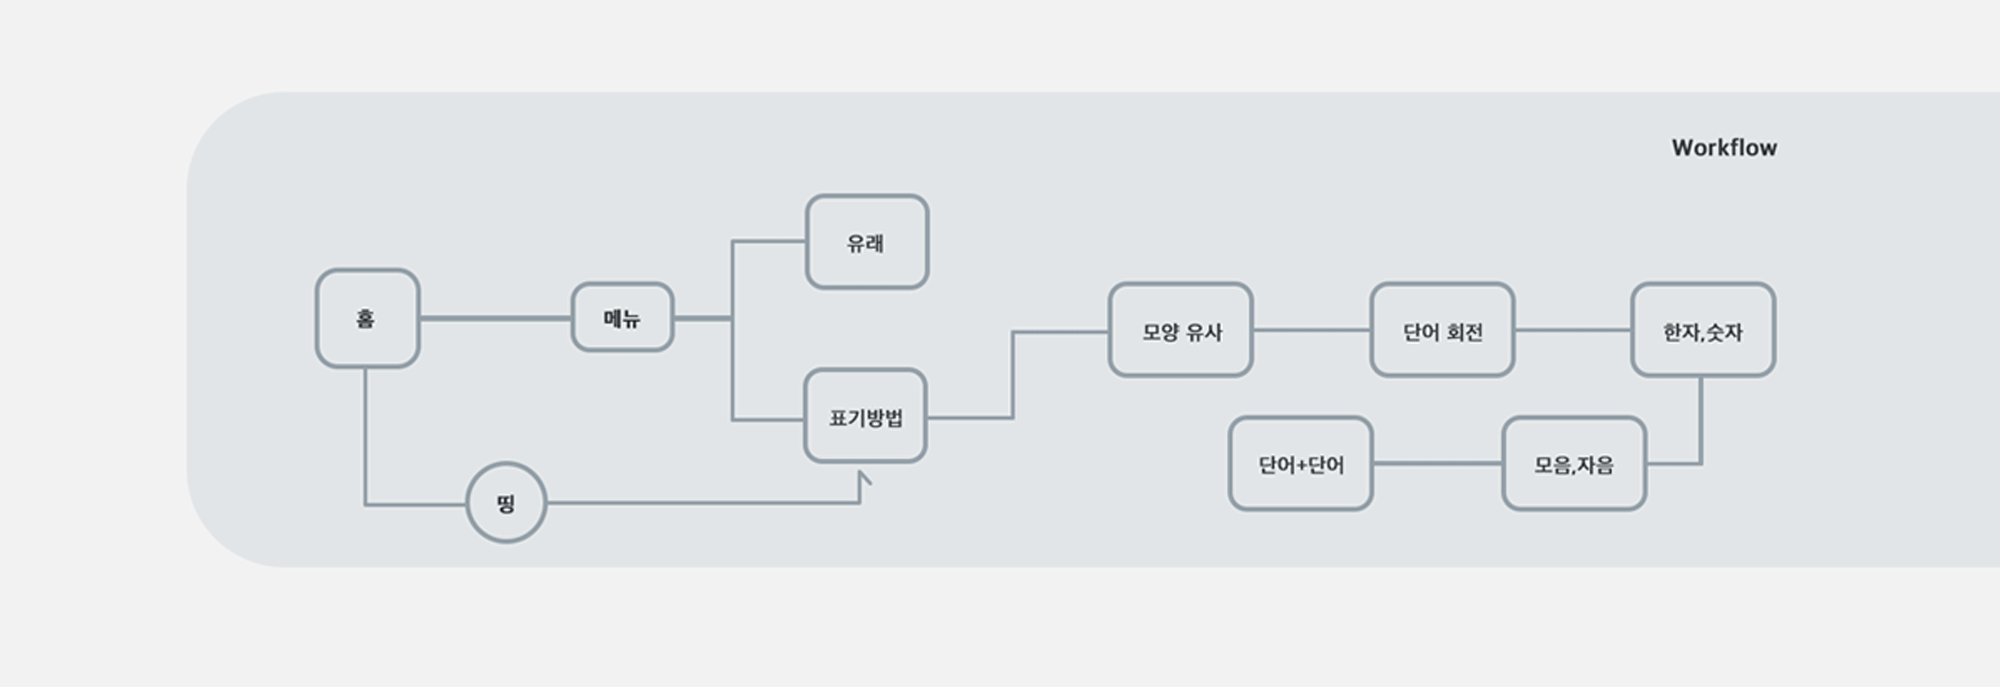 Workflow
홈
메뉴
유래
표기방법
띵
모양 유사
단어 회전
한자,숫자
모음,자음
단어+단어